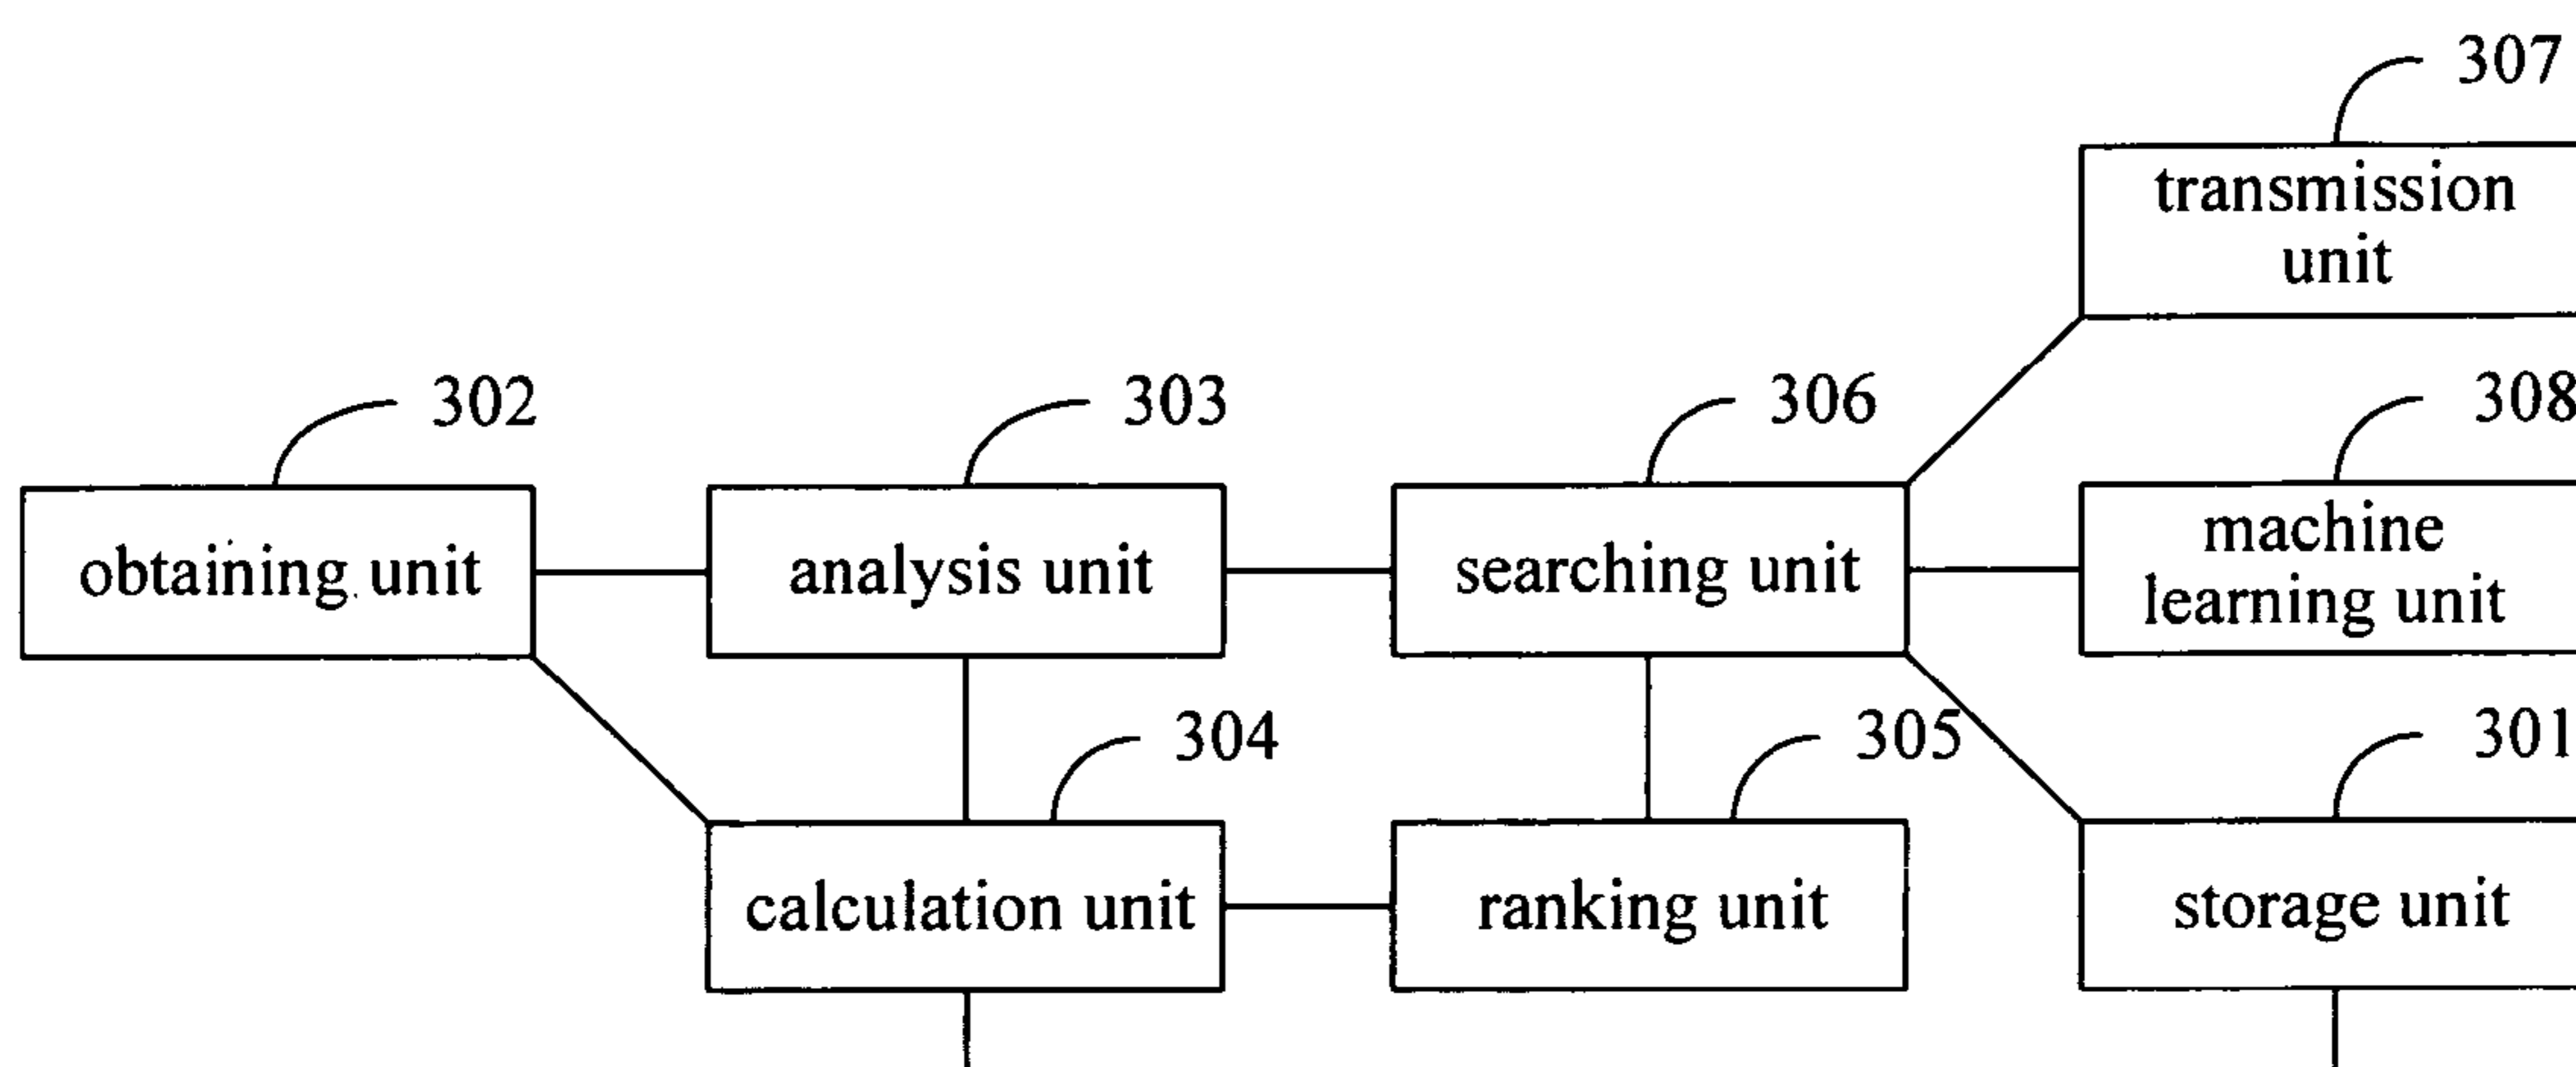 307
transmission
unit
302
303
306
308
obtaining unit
analysis unit
searching unit
machine
learning unit
304
305
301
calculation unit
ranking unit
storage unit